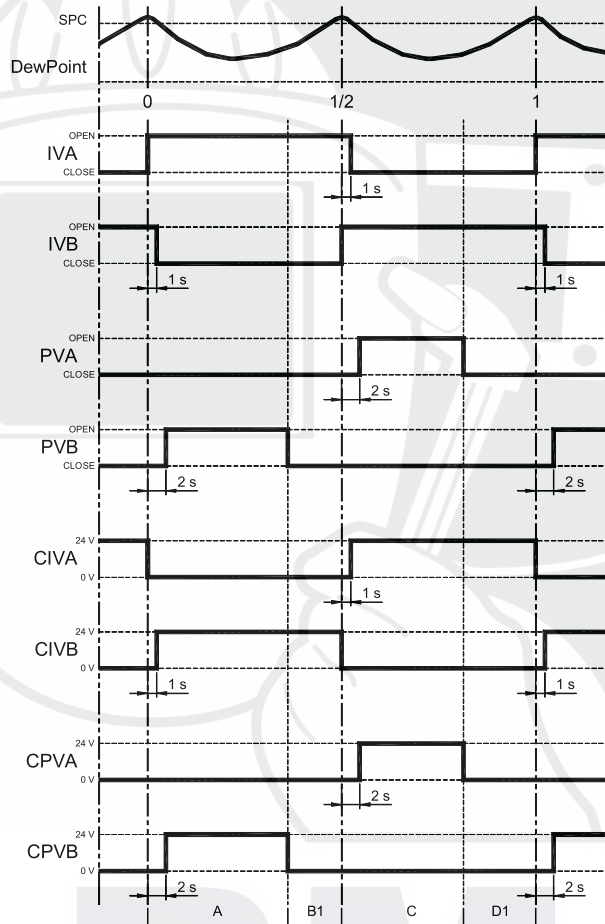 SPC
DewPoint
0 1/2 1
OPEN
IVA
CLOSE
1 s
OPEN
IVB
CLOSE
1 s 1 s
OPEN
PVA
CLOSE
2 s
OPEN
PVB
CLOSE
2 s 2 s
24 V
CIVA
0 V
1 s
24 V
CIVB
0 V
1 s 1 s
24 V
CPVA
0 V
2 s
24 V
CPVB
0 V
2 s 2 s
A B1 C D1